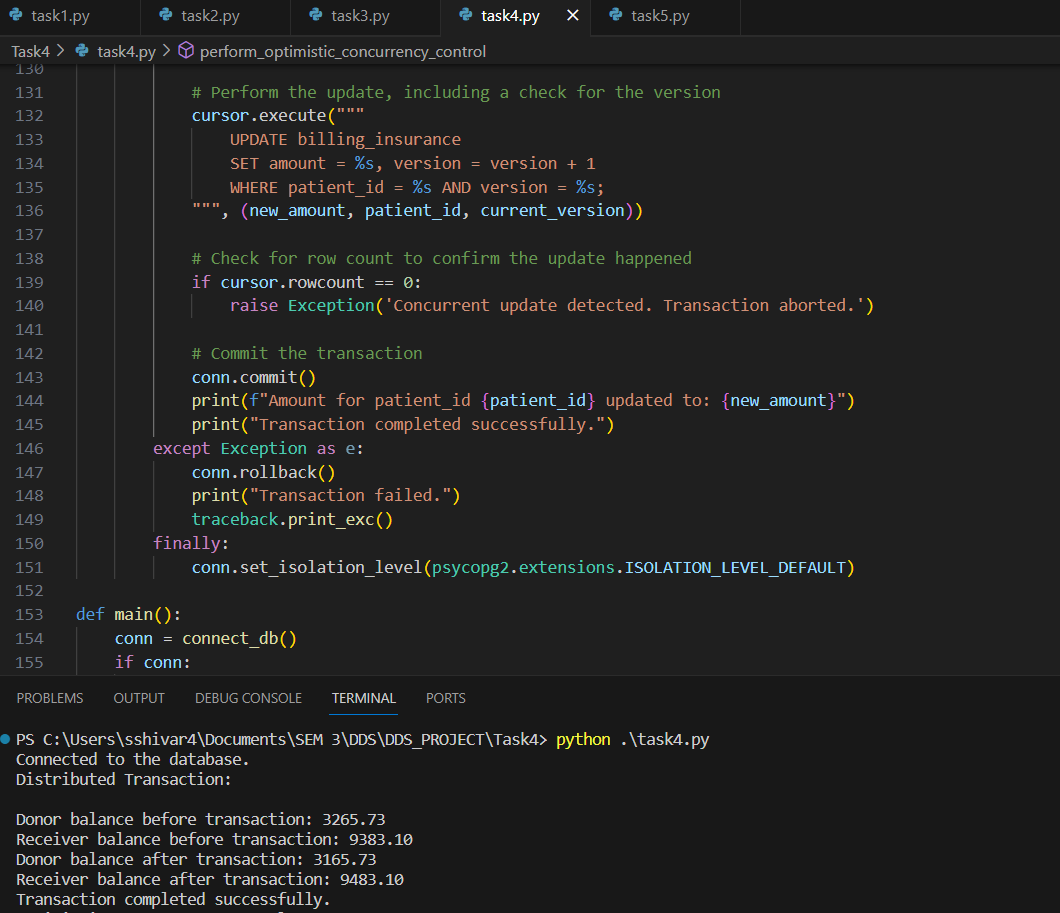 task1.py task2.py task3.py task4.py task5.py
Task4 > task4.py > perform_optimistic_concurrency_control
130
131 # Perform the update, including a check for the version
132 cursor.execute("""
133 UPDATE billing_insurance
134 SET amount = %s, version = version + 1
135 WHERE patient_id = %s AND version = %s;
136 """, (new_amount, patient_id, current_version))
137
138 # Check for row count to confirm the update happened
139 if cursor.rowcount == 0:
140 raise Exception('Concurrent update detected. Transaction aborted.')
141
142 # Commit the transaction
143 conn.commit()
144 print(f"Amount for patient_id {patient_id} updated to: {new_amount}")
145 print("Transaction completed successfully.")
146 except Exception as e:
147 conn.rollback()
148 print("Transaction failed.")
149 traceback.print_exc()
150 finally:
151 conn.set_isolation_level(psycopg2.extensions.ISOLATION_LEVEL_DEFAULT)
152
153 def main():
154 conn = connect_db()
155 if conn:
PROBLEMS OUTPUT DEBUG CONSOLE TERMINAL PORTS
PS C:\Users\sshivar4\Documents\SEM 3\DDS\DDS_PROJECT\Task4> python .\task4.py
Connected to the database.
Distributed Transaction:
Donor balance before transaction: 3265.73
Receiver balance before transaction: 9383.10
Donor balance after transaction: 3165.73
Receiver balance after transaction: 9483.10
Transaction completed successfully.